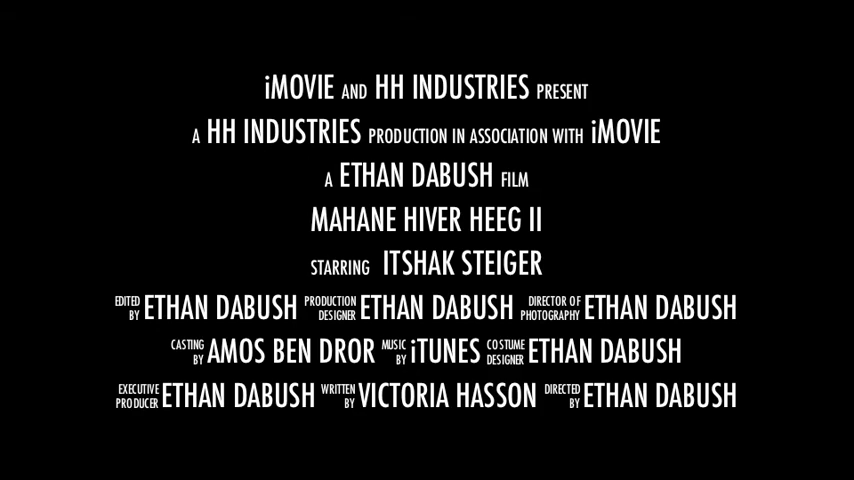 iMOVIE AND HH INDUSTRIES PRESENT
A HH INDUSTRIES PRODUCTION IN ASSOCIATION WITH iMOVIE
A ETHAN DABUSH FILM
MAHANE HIVER HEEG II
STARRING ITSHAK STEIGER
EDITED BY ETHAN DABUSH PRODUCTION DESIGNER ETHAN DABUSH DIRECTOR OF PHOTOGRAPHY ETHAN DABUSH
CASTING BY AMOS BEN DROR MUSIC BY iTUNES COSTUME DESIGNER ETHAN DABUSH
EXECUTIVE PRODUCER ETHAN DABUSH WRITTEN BY VICTORIA HASSON DIRECTED BY ETHAN DABUSH